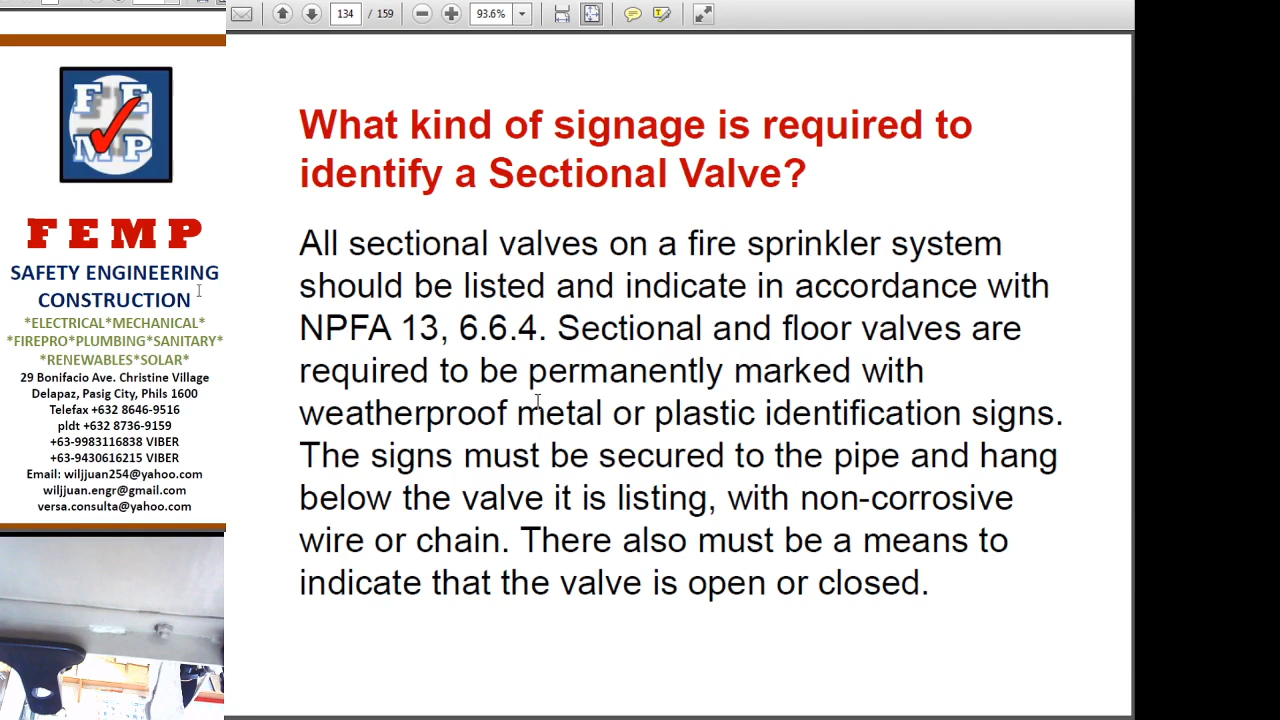 134 / 159
93.6%
F E
M P
F E M P
SAFETY ENGINEERING
CONSTRUCTION
*ELECTRICAL*MECHANICAL*
*FIREPRO*PLUMBING*SANITARY*
*RENEWABLES*SOLAR*
29 Bonifacio Ave. Christine Village
Delapaz, Pasig City, Phils 1600
Telefax +632 8646-9516
pldt +632 8736-9159
+63-9983116838 VIBER
+63-9430616215 VIBER
Email: wiljjuan254@yahoo.com
wiljjuan.engr@gmail.com
versa.consulta@yahoo.com
What kind of signage is required to
identify a Sectional Valve?
All sectional valves on a fire sprinkler system
should be listed and indicate in accordance with
NPFA 13, 6.6.4. Sectional and floor valves are
required to be permanently marked with
weatherproof metal or plastic identification signs.
The signs must be secured to the pipe and hang
below the valve it is listing, with non-corrosive
wire or chain. There also must be a means to
indicate that the valve is open or closed.